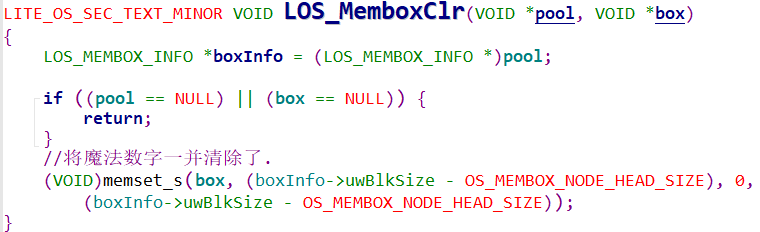 LITE_OS_SEC_TEXT_MINOR VOID LOS_MemboxClr(VOID *pool, VOID *box)
{
    LOS_MEMBOX_INFO *boxInfo = (LOS_MEMBOX_INFO *)pool;

    if ((pool == NULL) || (box == NULL)) {
        return;
    }
    //将魔法数字一并清除了.
    (VOID)memset_s(box, (boxInfo->uwBlkSize - OS_MEMBOX_NODE_HEAD_SIZE), 0,
        (boxInfo->uwBlkSize - OS_MEMBOX_NODE_HEAD_SIZE));
}